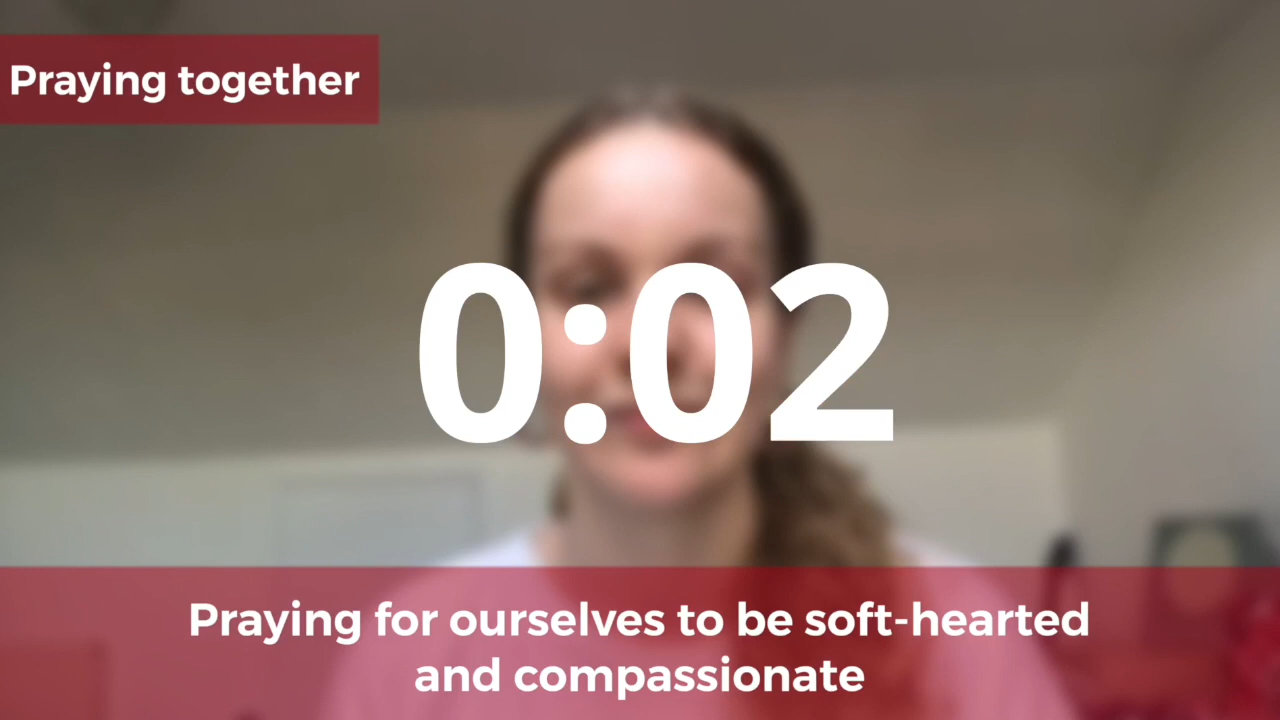 Praying together
0:02
Praying for ourselves to be soft-hearted
and compassionate